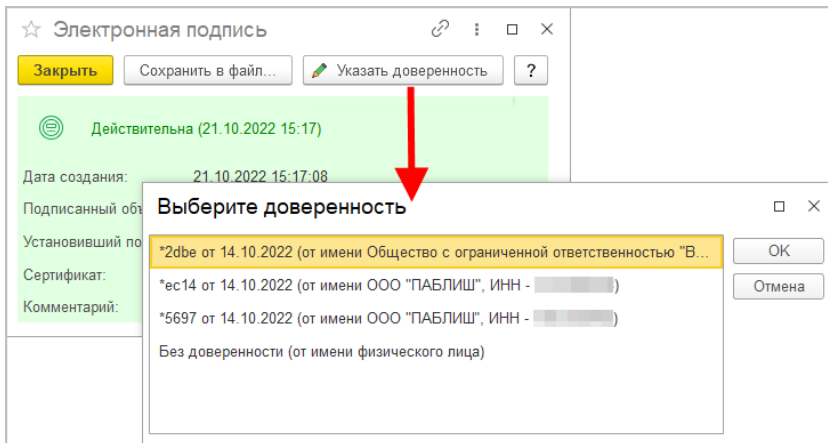 Электронная подпись
Закрыть
Сохранить в файл...
Указать доверенность
?
Действительна (21.10.2022 15:17)
Дата создания: 21.10.2022 15:17:08
Подписанный объ
Установивший по
Сертификат:
Комментарий:
Выберите доверенность
*2dbe от 14.10.2022 (от имени Общество с ограниченной ответственностью "В...
*ec14 от 14.10.2022 (от имени ООО "ПАБЛИШ", ИНН - )
*5697 от 14.10.2022 (от имени ООО "ПАБЛИШ", ИНН - )
Без доверенности (от имени физического лица)
OK
Отмена